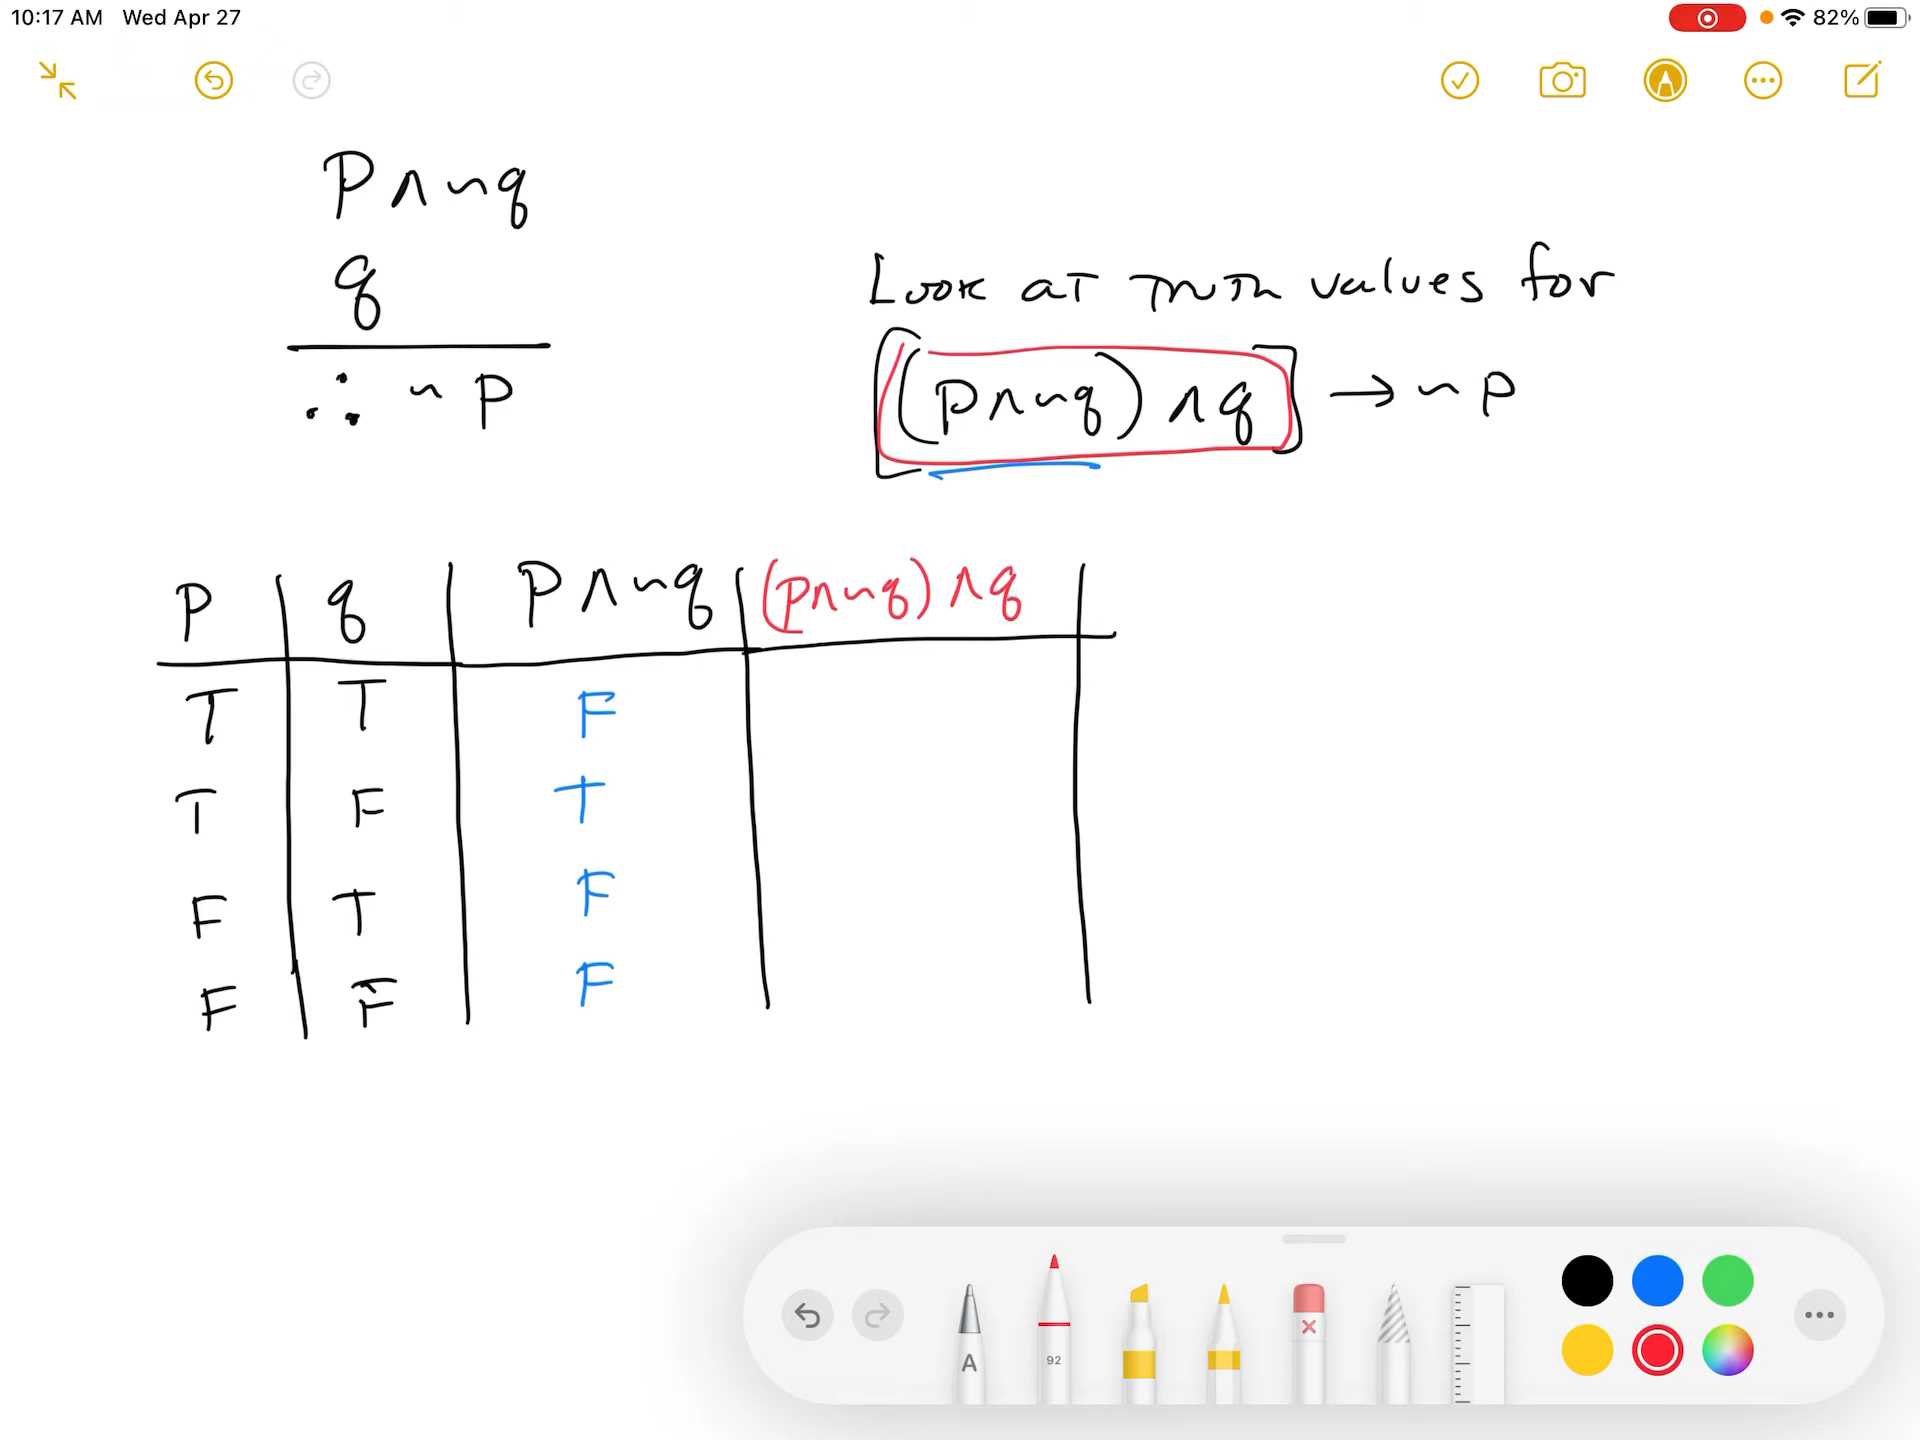 10:17 AM Wed Apr 27
82%
p∧~q
q
∴ ~p
Look at truth values for
[(p∧~q)∧q] → ~p
p q p∧~q (p∧~q)∧q
T T F
T F T
F T F
F F F
A 92